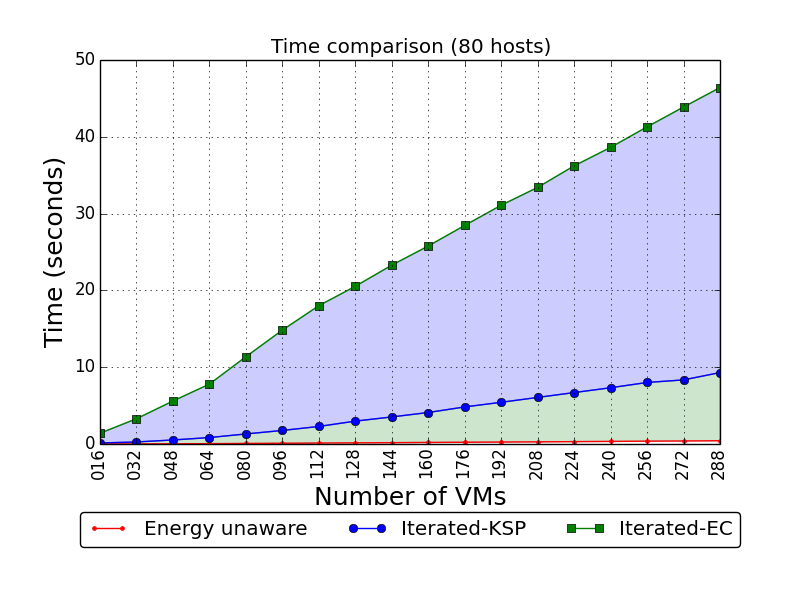 Time comparison (80 hosts)
50
40
30
20
10
0
Time (seconds)
016 032 048 064 080 096 112 128 144 160 176 192 208 224 240 256 272 288
Number of VMs
Energy unaware Iterated-KSP Iterated-EC